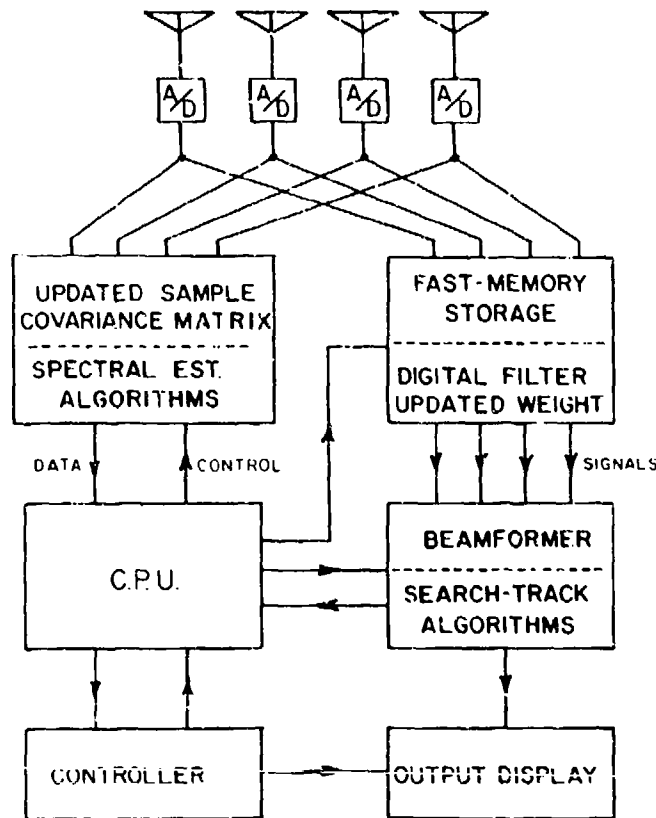 A/D A/D A/D A/D
UPDATED SAMPLE
COVARIANCE MATRIX
SPECTRAL EST.
ALGORITHMS
FAST-MEMORY
STORAGE
DIGITAL FILTER
UPDATED WEIGHT
DATA
CONTROL
SIGNALS
C.P.U.
BEAMFORMER
SEARCH-TRACK
ALGORITHMS
CONTROLLER
OUTPUT DISPLAY